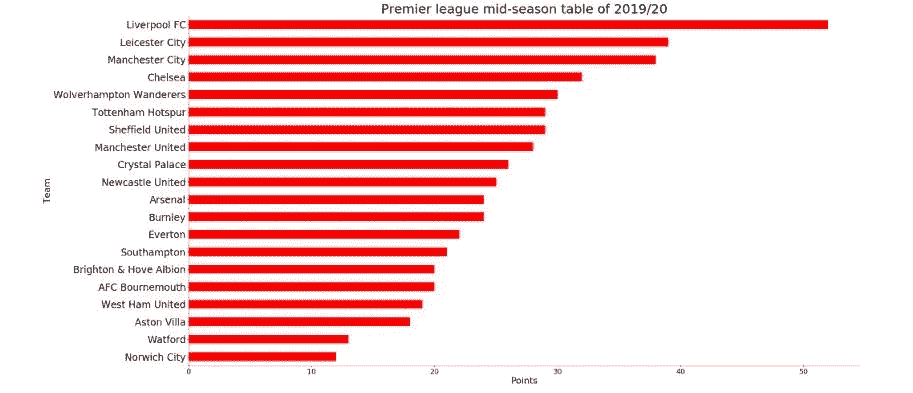 Premier league mid-season table of 2019/20
Liverpool FC
Leicester City
Manchester City
Chelsea
Wolverhampton Wanderers
Tottenham Hotspur
Sheffield United
Manchester United
Crystal Palace
Newcastle United
Arsenal
Burnley
Everton
Southampton
Brighton & Hove Albion
AFC Bournemouth
West Ham United
Aston Villa
Watford
Norwich City
Team
0 10 20 30 40 50
Points